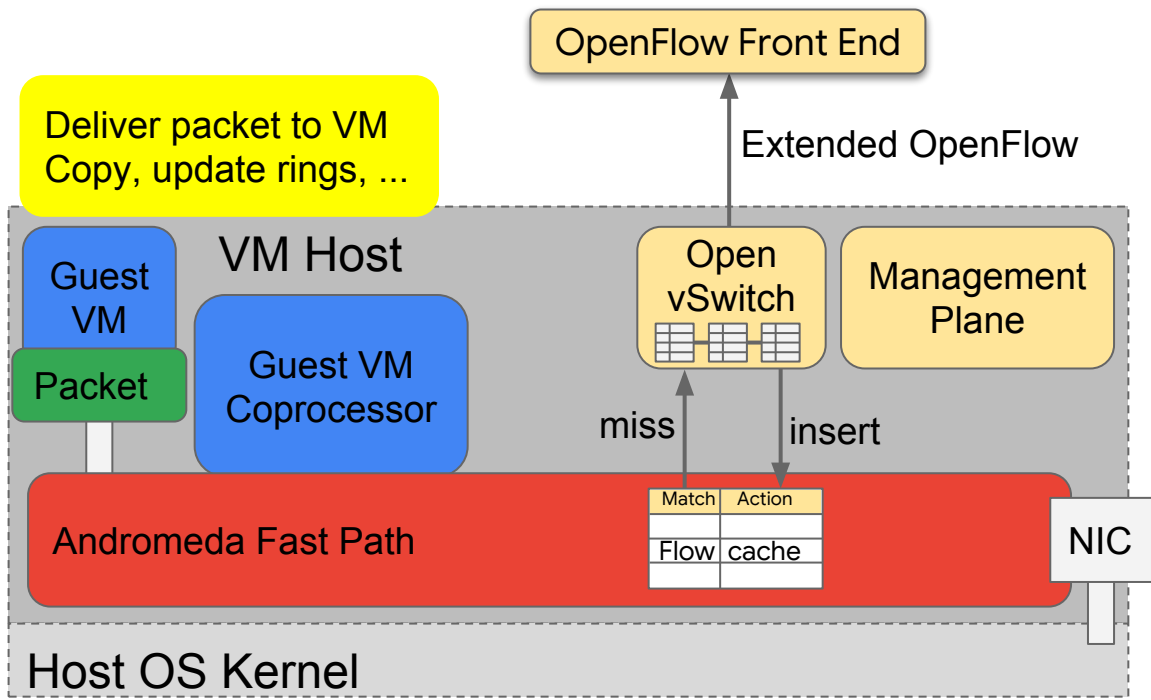 OpenFlow Front End
Deliver packet to VM
Copy, update rings, ...
Extended OpenFlow
VM Host
Guest
VM
Open
vSwitch
Management
Plane
Packet
Guest VM
Coprocessor
miss
insert
Match Action
Flow cache
Andromeda Fast Path
NIC
Host OS Kernel